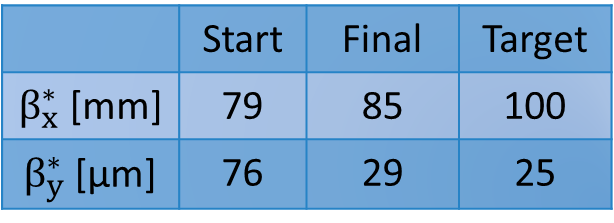 Start Final Target
β*x [mm] 79 85 100
β*y [μm] 76 29 25